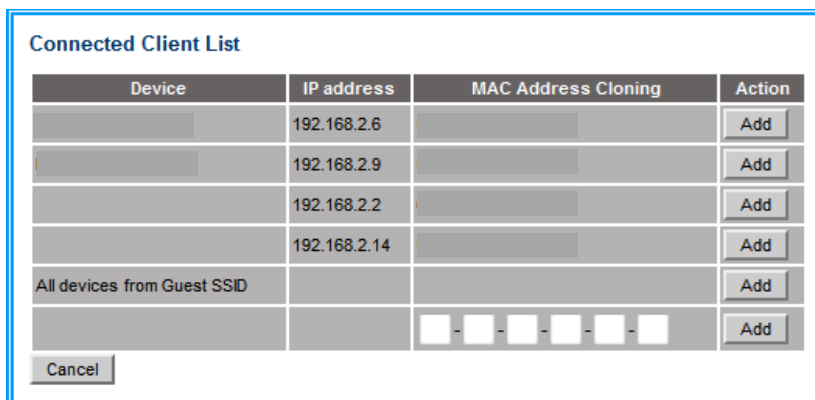 Connected Client List
Device IP address MAC Address Cloning Action
192.168.2.6 Add
192.168.2.9 Add
192.168.2.2 Add
192.168.2.14 Add
All devices from Guest SSID Add
- - - - - Add
Cancel